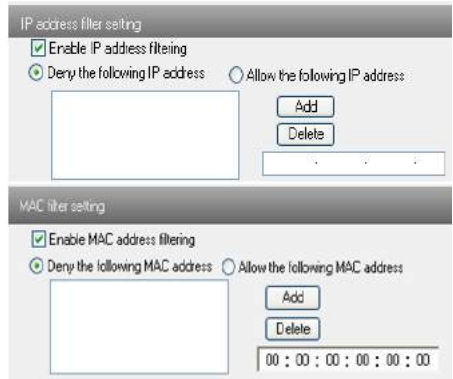 IP address filter setting
Enable IP address filtering
Deny the following IP address Allow the following IP address
Add
Delete
. . .
MAC filter setting
Enable MAC address filtering
Deny the following MAC address Allow the following MAC address
Add
Delete
00 : 00 : 00 : 00 : 00 : 00